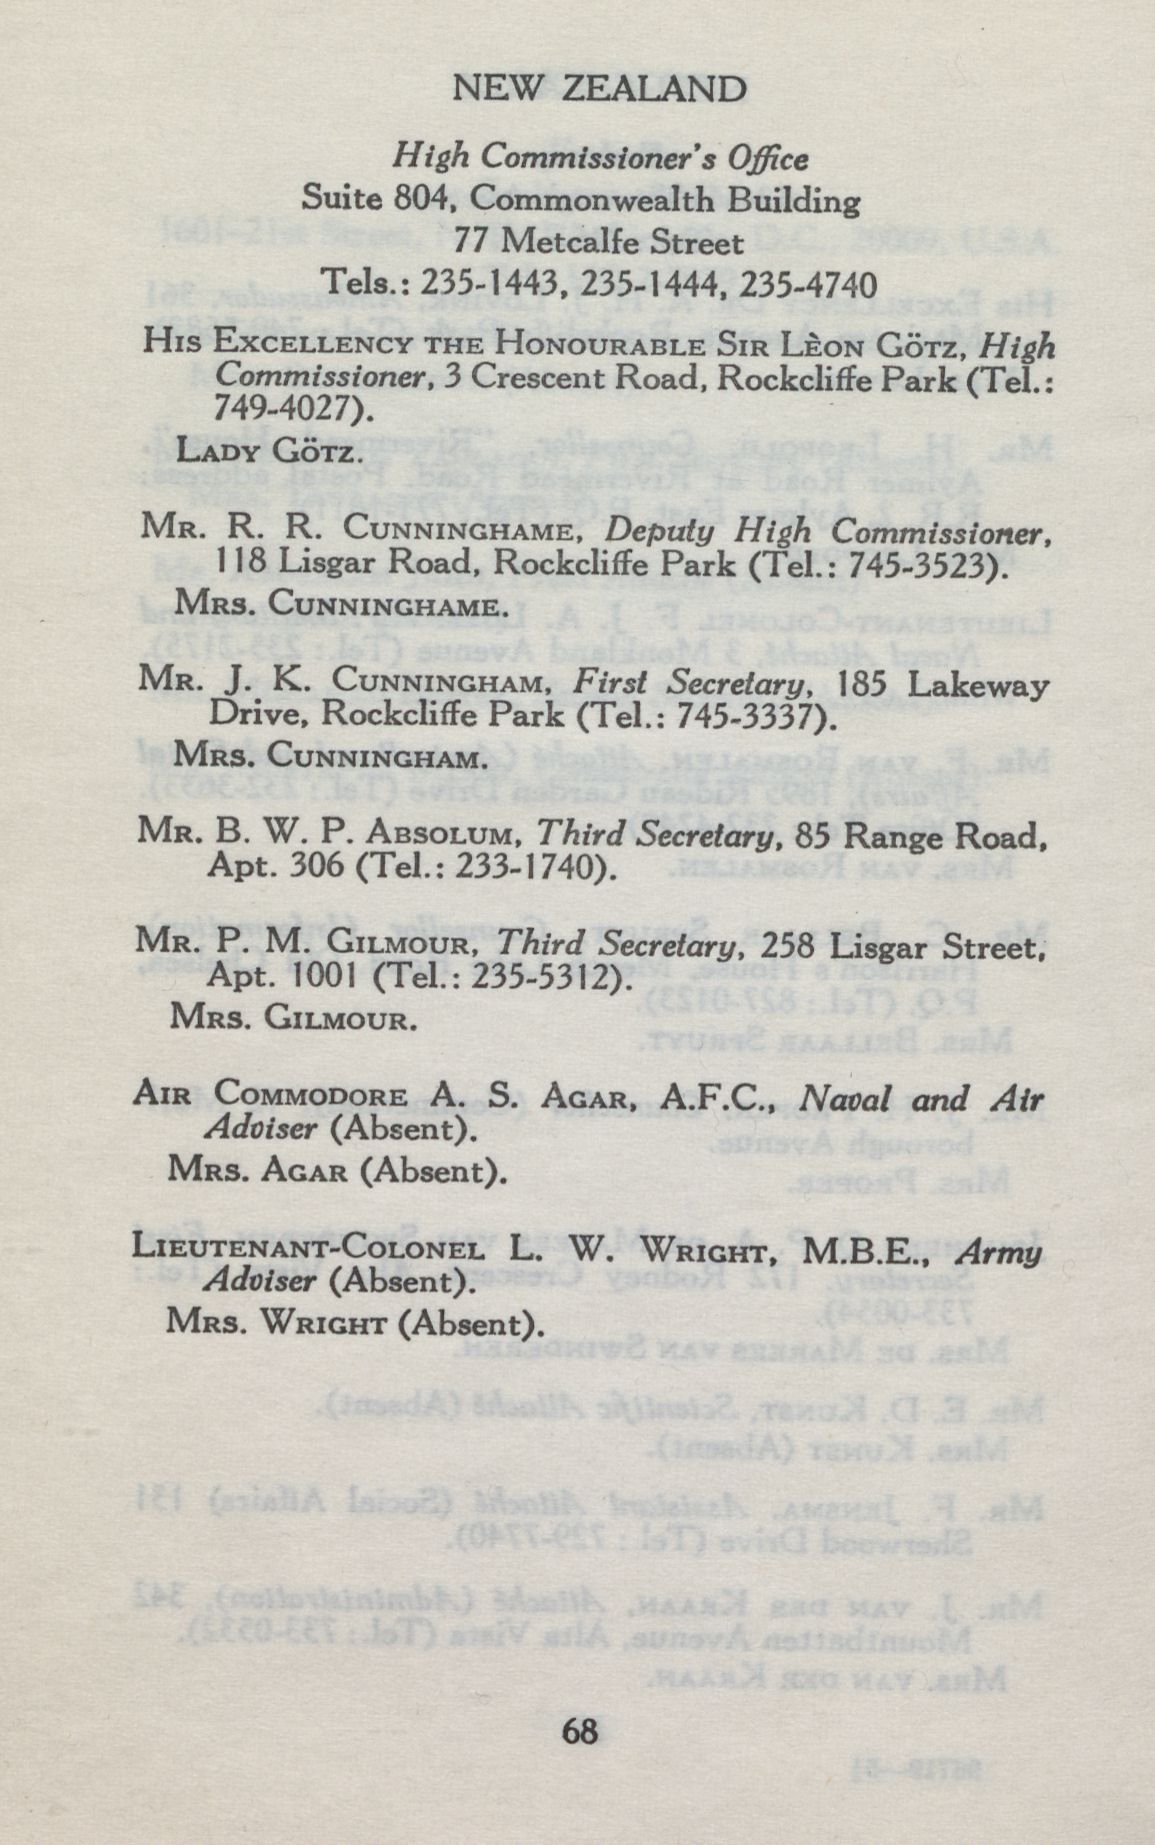 NEW ZEALAND
High Commissioner's Office
Suite 804, Commonwealth Building
77 Metcalfe Street
Tels.: 235-1443, 235-1444, 235-4740
His Excellency the Honourable Sir Lèon Götz, High
Commissioner, 3 Crescent Road, Rockcliffe Park (Tel.:
749-4027).
Lady Götz.
Mr. R. R. Cunninghame, Deputy High Commissioner,
118 Lisgar Road, Rockcliffe Park (Tel.: 745-3523).
Mrs. Cunninghame.
Mr. J. K. Cunningham, First Secretary, 185 Lakeway
Drive, Rockcliffe Park (Tel.: 745-3337).
Mrs. Cunningham.
Mr. B. W. P. Absolum, Third Secretary, 85 Range Road,
Apt. 306 (Tel.: 233-1740).
Mr. P. M. Gilmour, Third Secretary, 258 Lisgar Street,
Apt. 1001 (Tel.: 235-5312).
Mrs. Gilmour.
Air Commodore A. S. Agar, A.F.C., Naval and Air
Adviser (Absent).
Mrs. Agar (Absent).
Lieutenant-Colonel L. W. Wright, M.B.E., Army
Adviser (Absent).
Mrs. Wright (Absent).
68